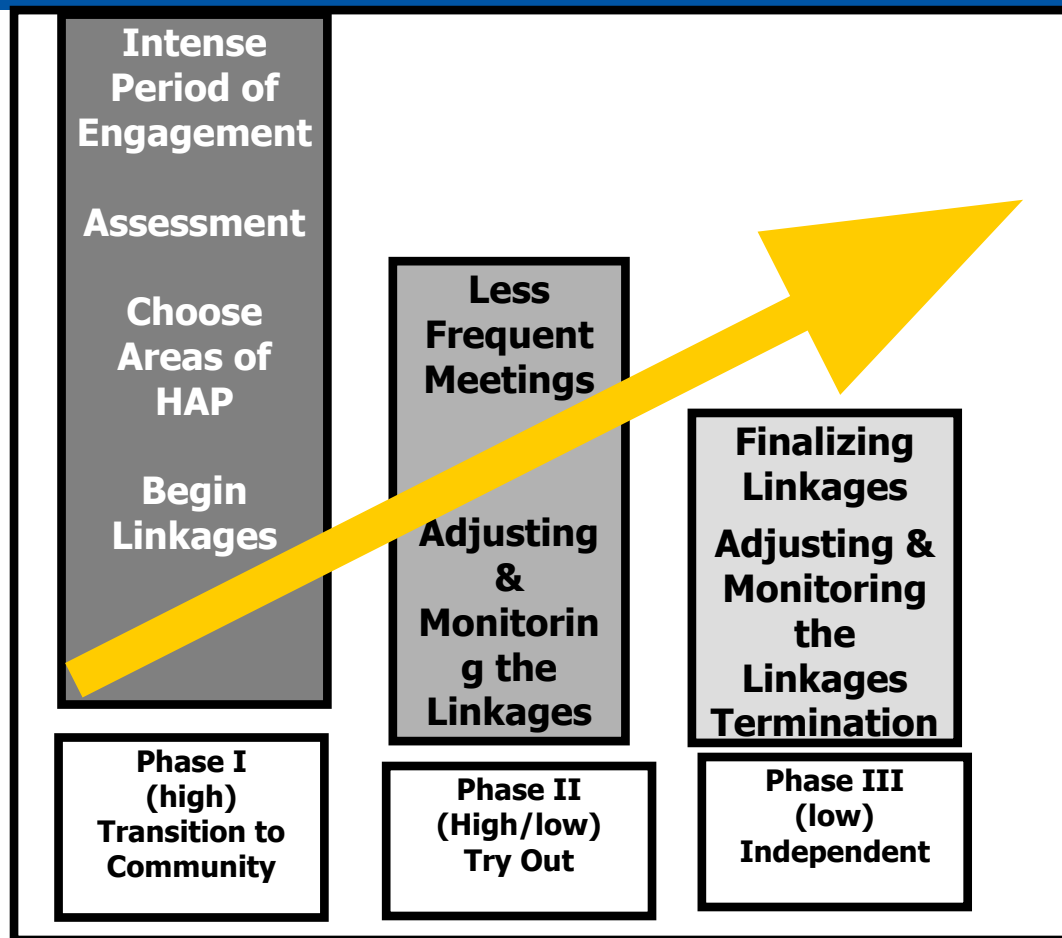 Intense
Period of
Engagement
Assessment
Choose
Areas of
HAP
Begin
Linkages
Phase I
(high)
Transition to
Community
Less
Frequent
Meetings
Adjusting
&
Monitorin
g the
Linkages
Phase II
(High/low)
Try Out
Finalizing
Linkages
Adjusting &
Monitoring
the
Linkages
Termination
Phase III
(low)
Independent